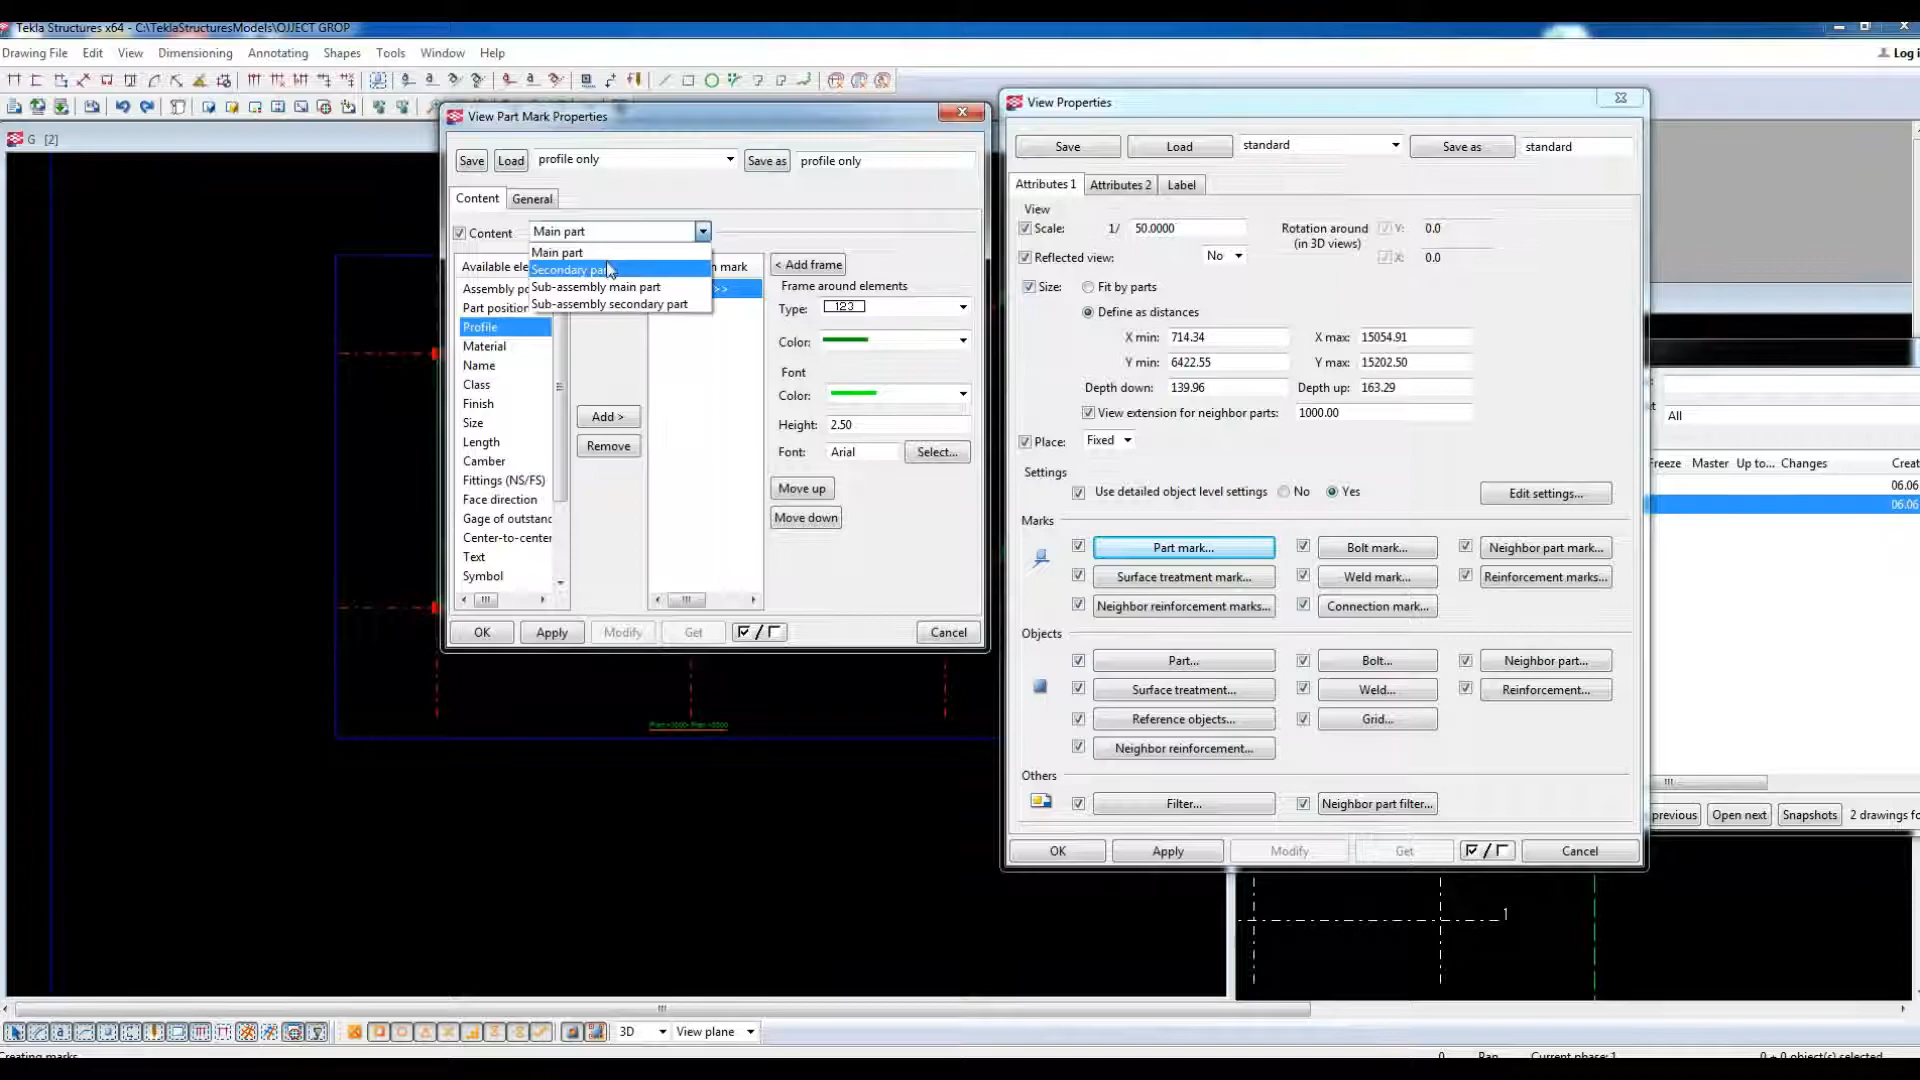 Tekla Structures x64 - C:\TeklaStructuresModels\OJJECT GROP
Drawing File Edit View Dimensioning Annotating Shapes Tools Window Help
Log i
G [2]
View Part Mark Properties
Save Load profile only Save as profile only
Content General
Content Main part
Main part
Secondary par
Sub-assembly main part
Sub-assembly secondary part
Available ele
n mark
Assembly po
Part position
Profile
Material
Name
Class
Finish
Size
Length
Camber
Fittings (NS/FS)
Face direction
Gage of outstanc
Center-to-center
Text
Symbol
Add >
Remove
< Add frame
Frame around elements
Type: 123
Color:
Font
Color:
Height: 2.50
Font: Arial Select...
Move up
Move down
OK Apply Modify Get / Cancel
View Properties
Save Load standard Save as standard
Attributes 1 Attributes 2 Label
View
Scale: 1/ 50.0000 Rotation around Y: 0.0
(in 3D views)
Reflected view: No X: 0.0
Size: Fit by parts
Define as distances
X min: 714.34 X max: 15054.91
Y min: 6422.55 Y max: 15202.50
Depth down: 139.96 Depth up: 163.29
View extension for neighbor parts: 1000.00
Place: Fixed
Settings
Use detailed object level settings No Yes Edit settings...
Marks
Part mark... Bolt mark... Neighbor part mark...
Surface treatment mark... Weld mark... Reinforcement marks...
Neighbor reinforcement marks... Connection mark...
Objects
Part... Bolt... Neighbor part...
Surface treatment... Weld... Reinforcement...
Reference objects... Grid...
Neighbor reinforcement...
Others
Filter... Neighbor part filter...
OK Apply Modify Get / Cancel
All
Freeze Master Up to... Changes Creat
06.06
06.06
previous Open next Snapshots 2 drawings fo
1
3D View plane
Creating marks
0 Pan Current phase: 1 0 + 0 object(s) selected